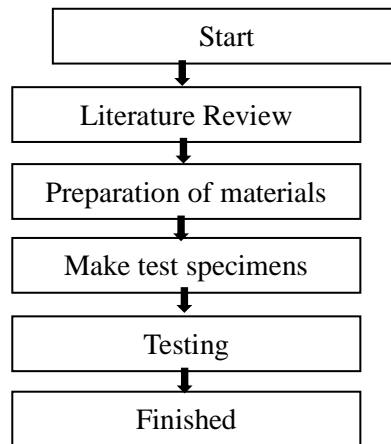 Start
Literature Review
Preparation of materials
Make test specimens
Testing
Finished